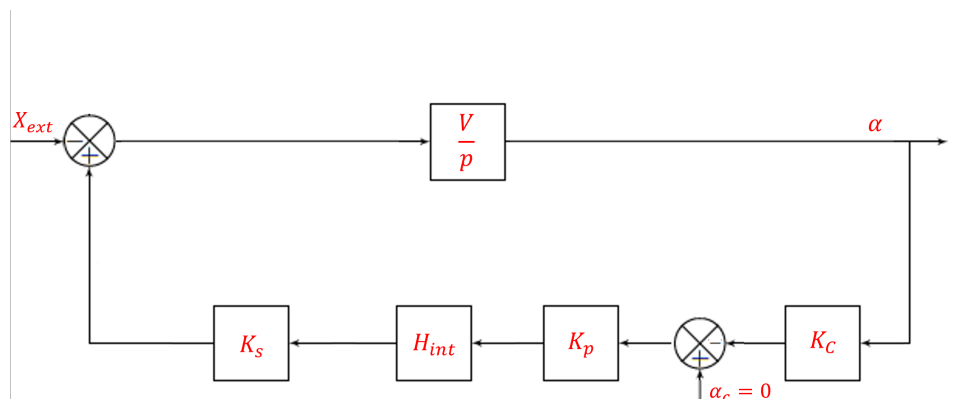 X_ext
−
+
V
p
α
K_s
H_int
K_p
−
+
K_C
α_c = 0